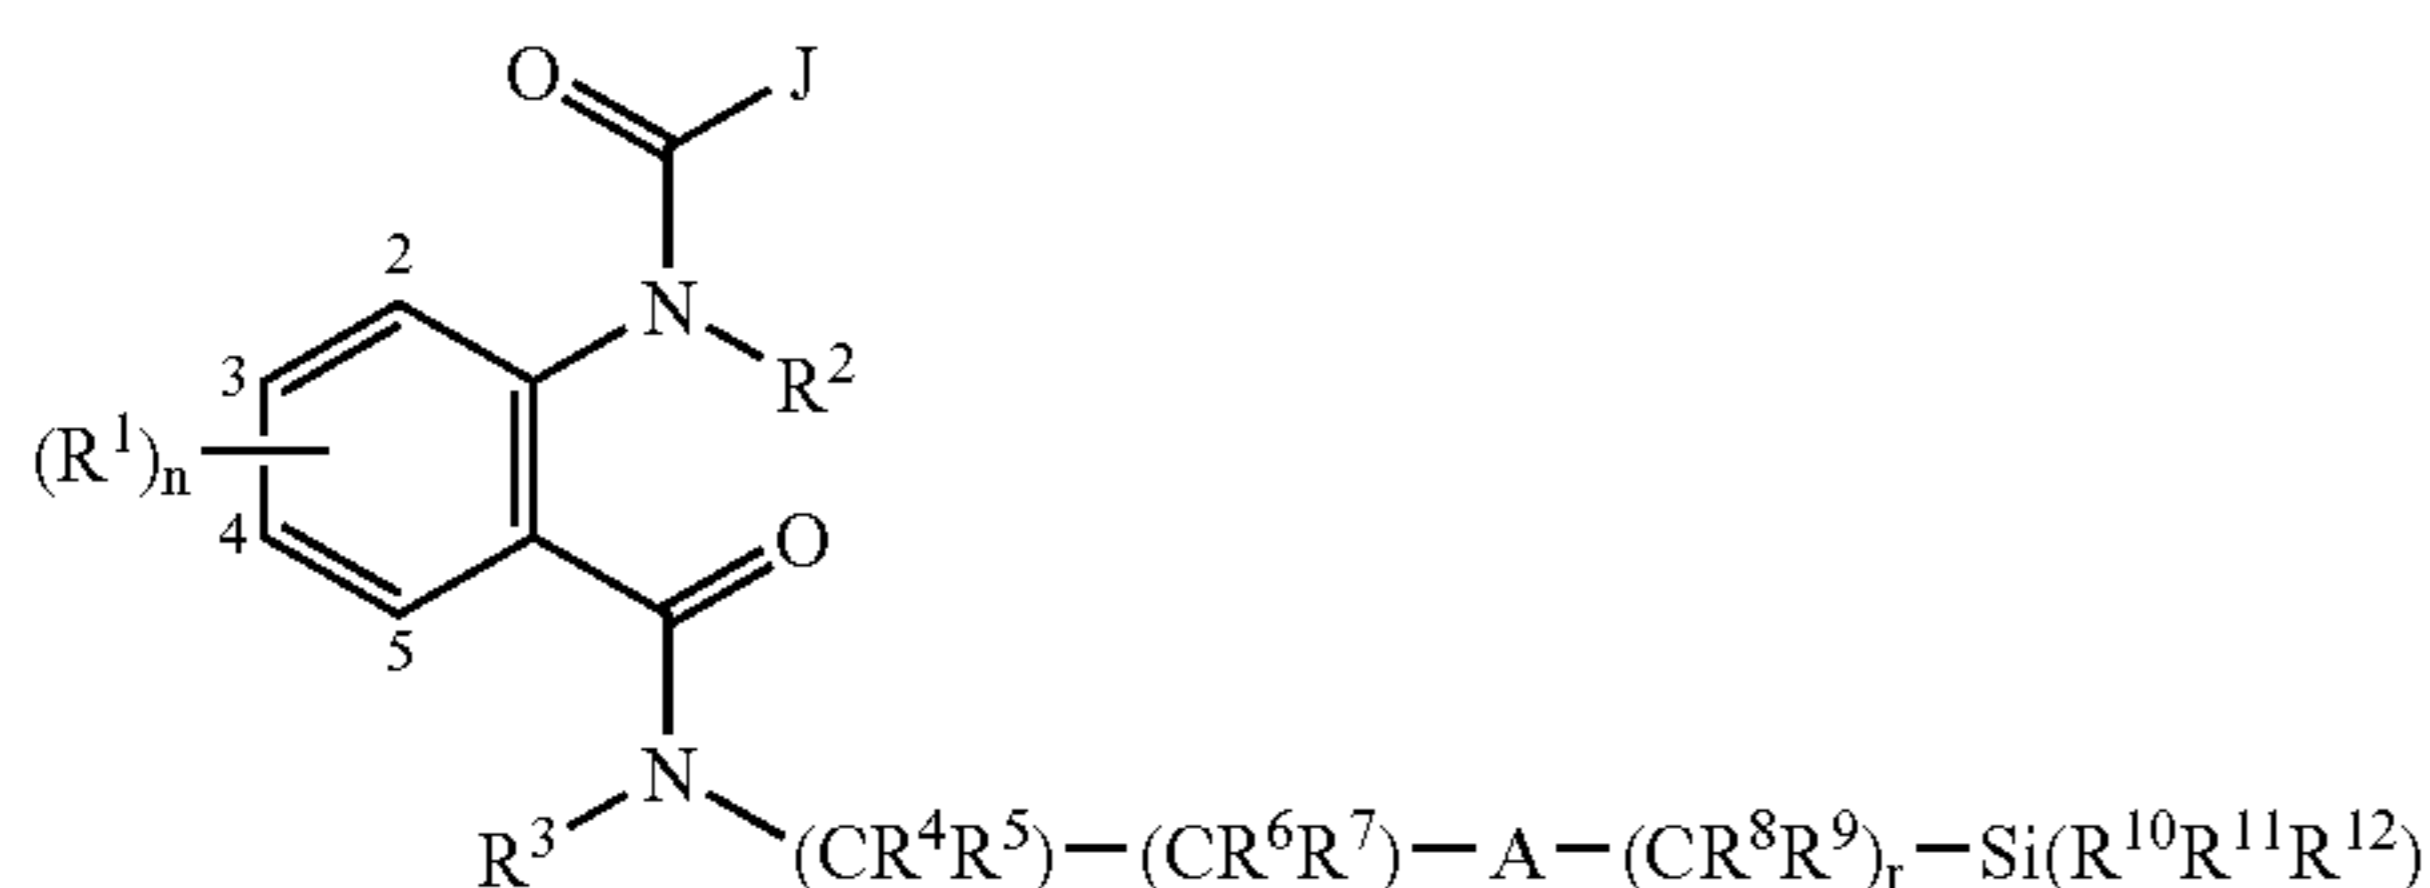 O J
2
N
3 R²
(R¹)ₙ
4 O
5
N
R³ (CR⁴R⁵)—(CR⁶R⁷)—A—(CR⁸R⁹)ᵣ—Si(R¹⁰R¹¹R¹²)